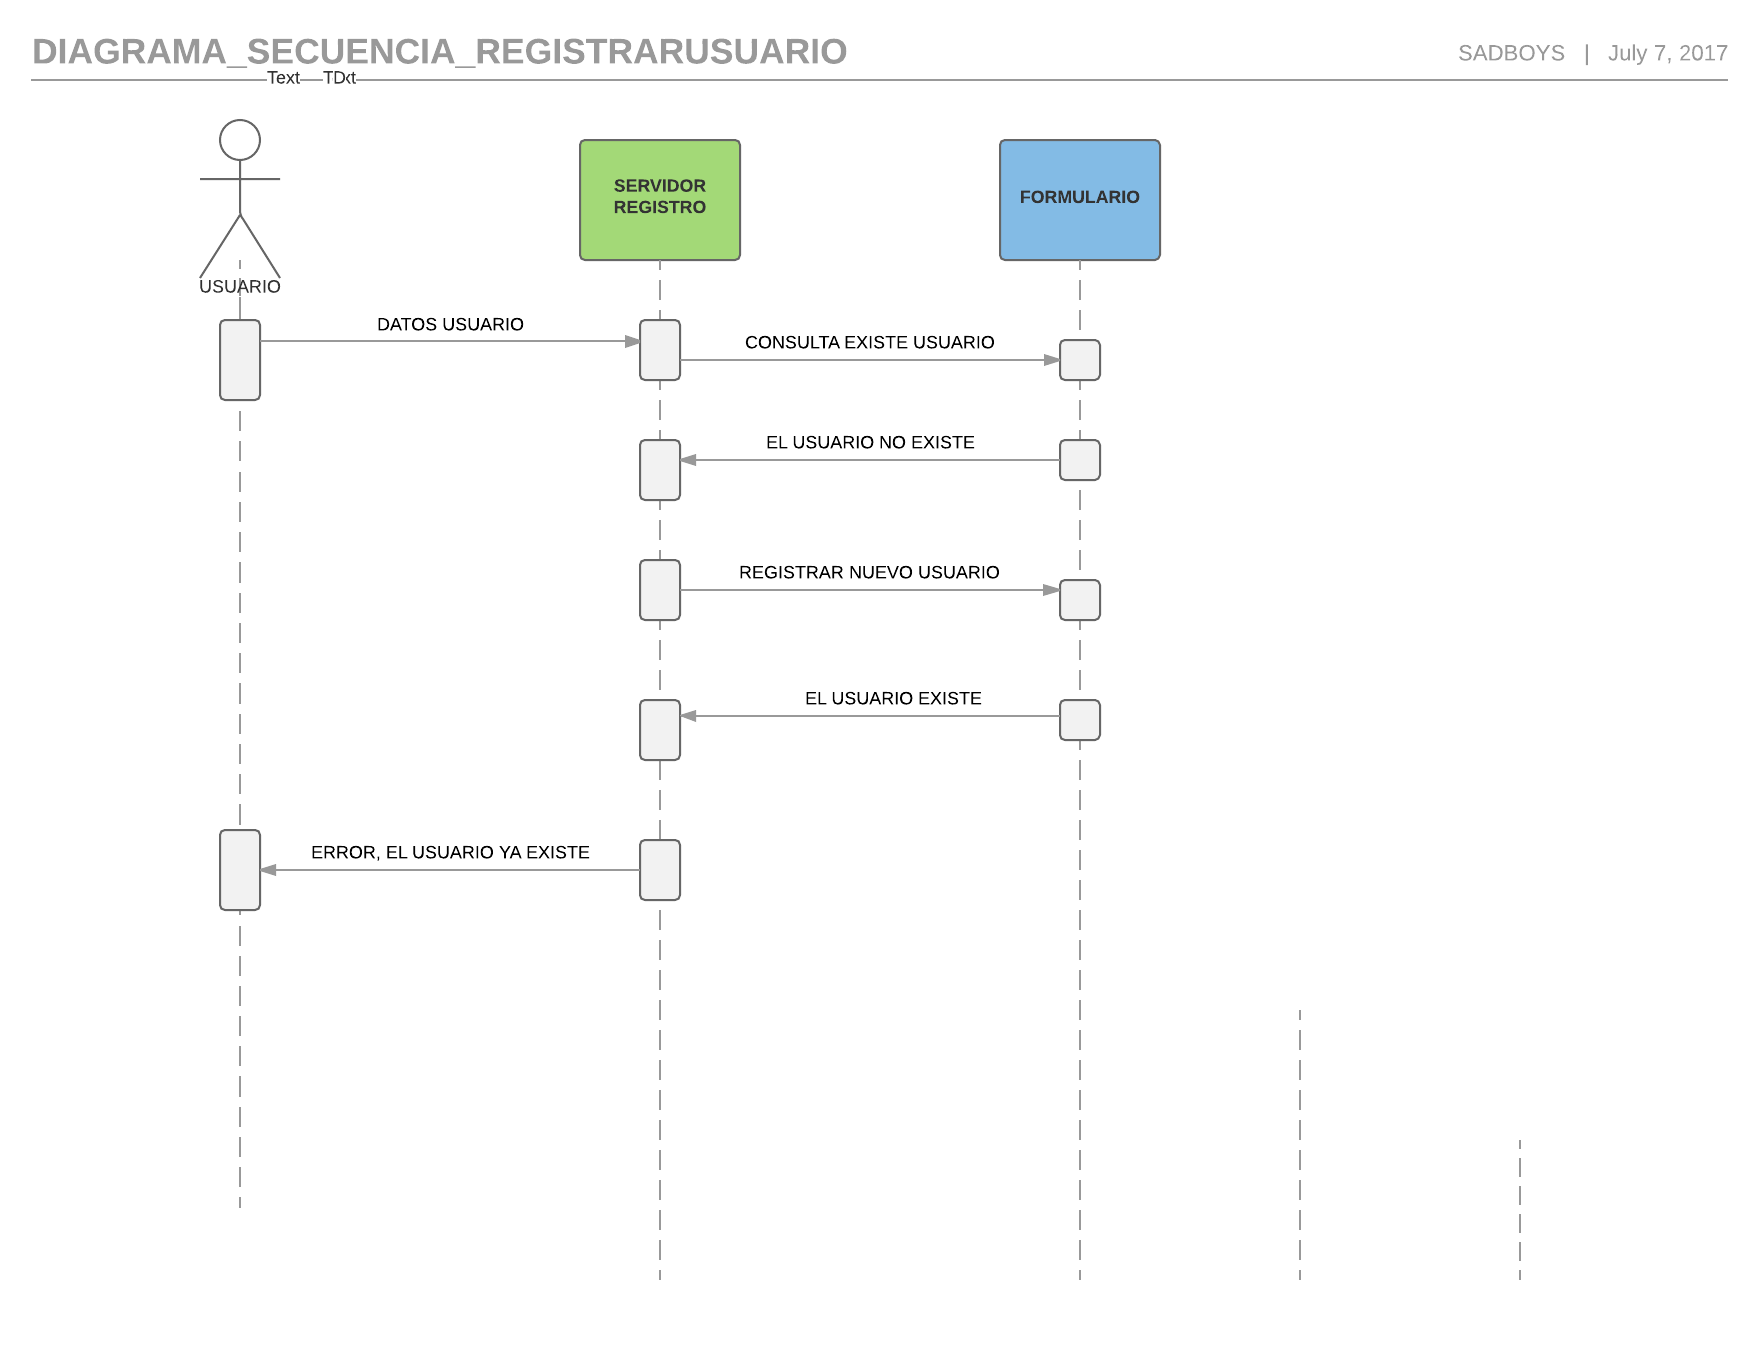 DIAGRAMA_SECUENCIA_REGISTRARUSUARIO
SADBOYS | July 7, 2017
Text
USUARIO
SERVIDOR
REGISTRO
FORMULARIO
DATOS USUARIO
CONSULTA EXISTE USUARIO
EL USUARIO NO EXISTE
REGISTRAR NUEVO USUARIO
EL USUARIO EXISTE
ERROR, EL USUARIO YA EXISTE